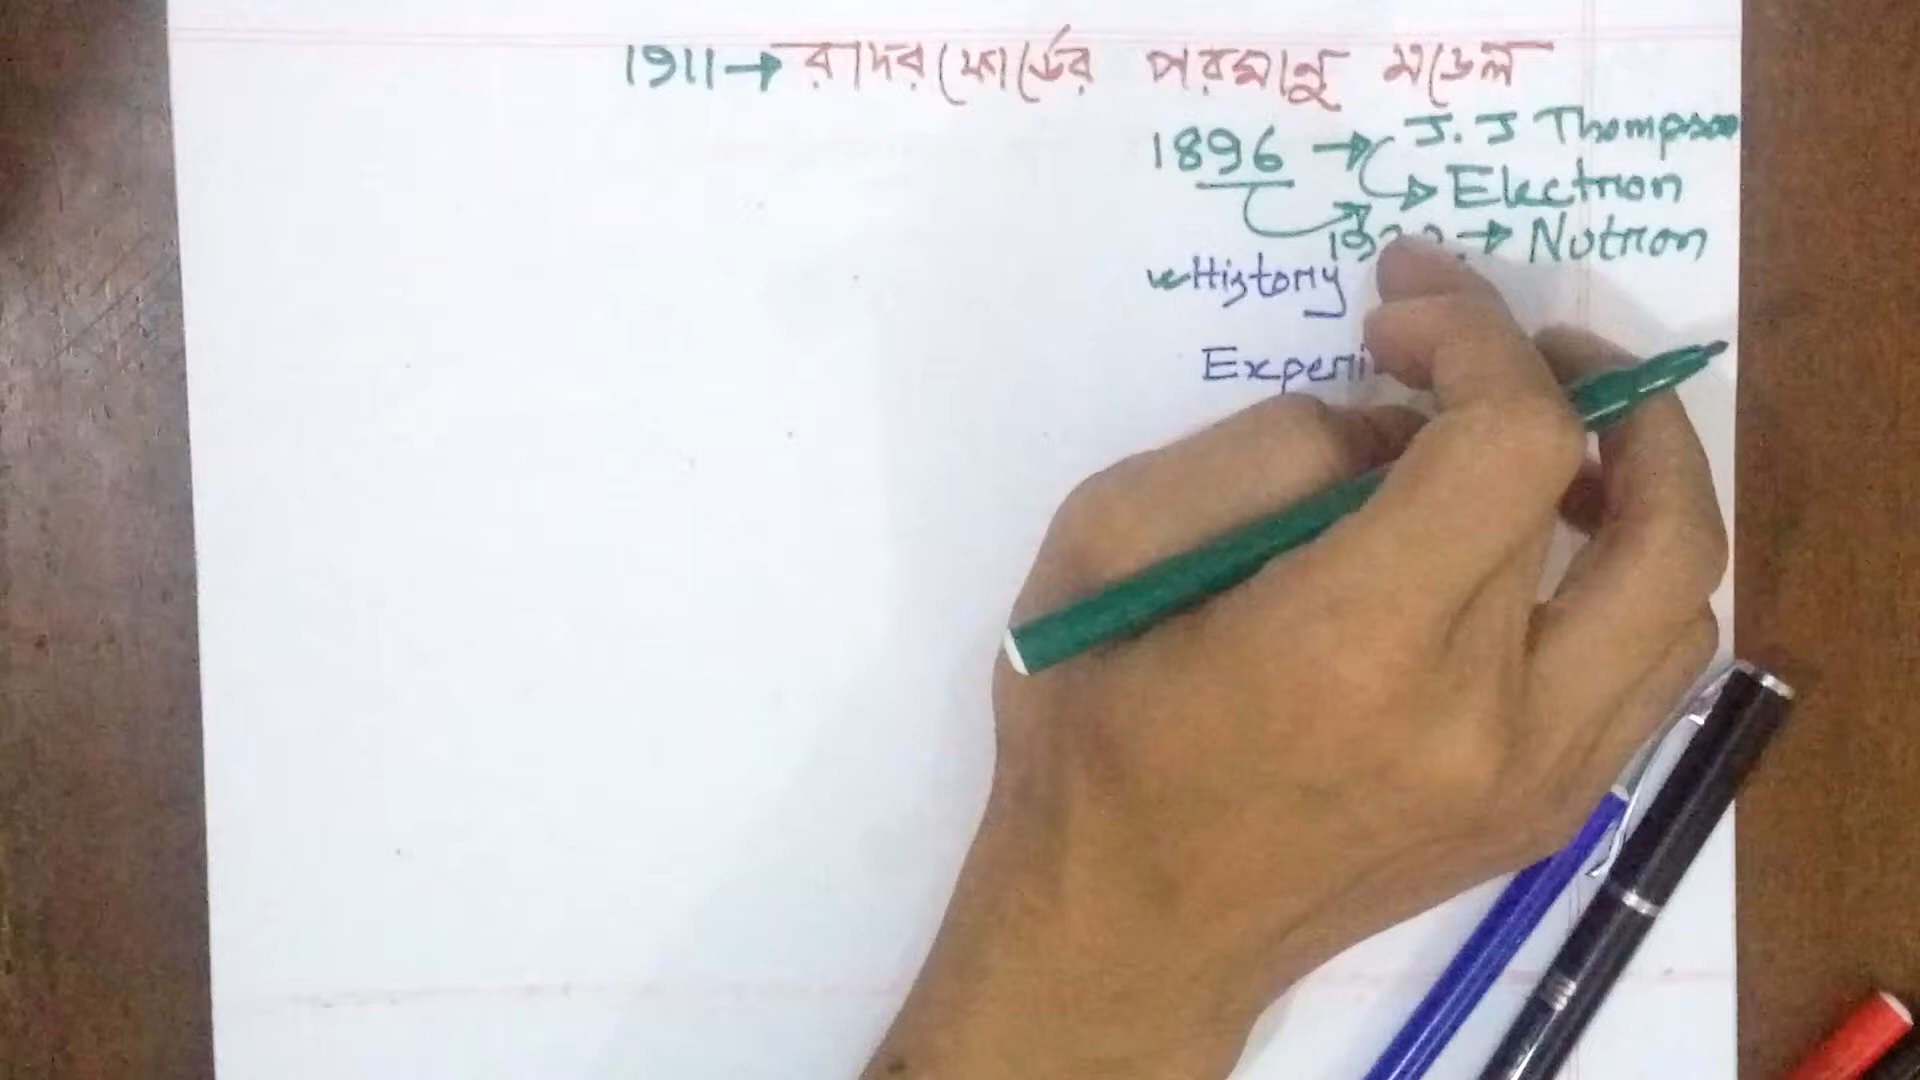 1911→রাদারফোর্ডের পরমানু মডেল
1896 → J. J Thompson
→ Electron
→ Nutron
History